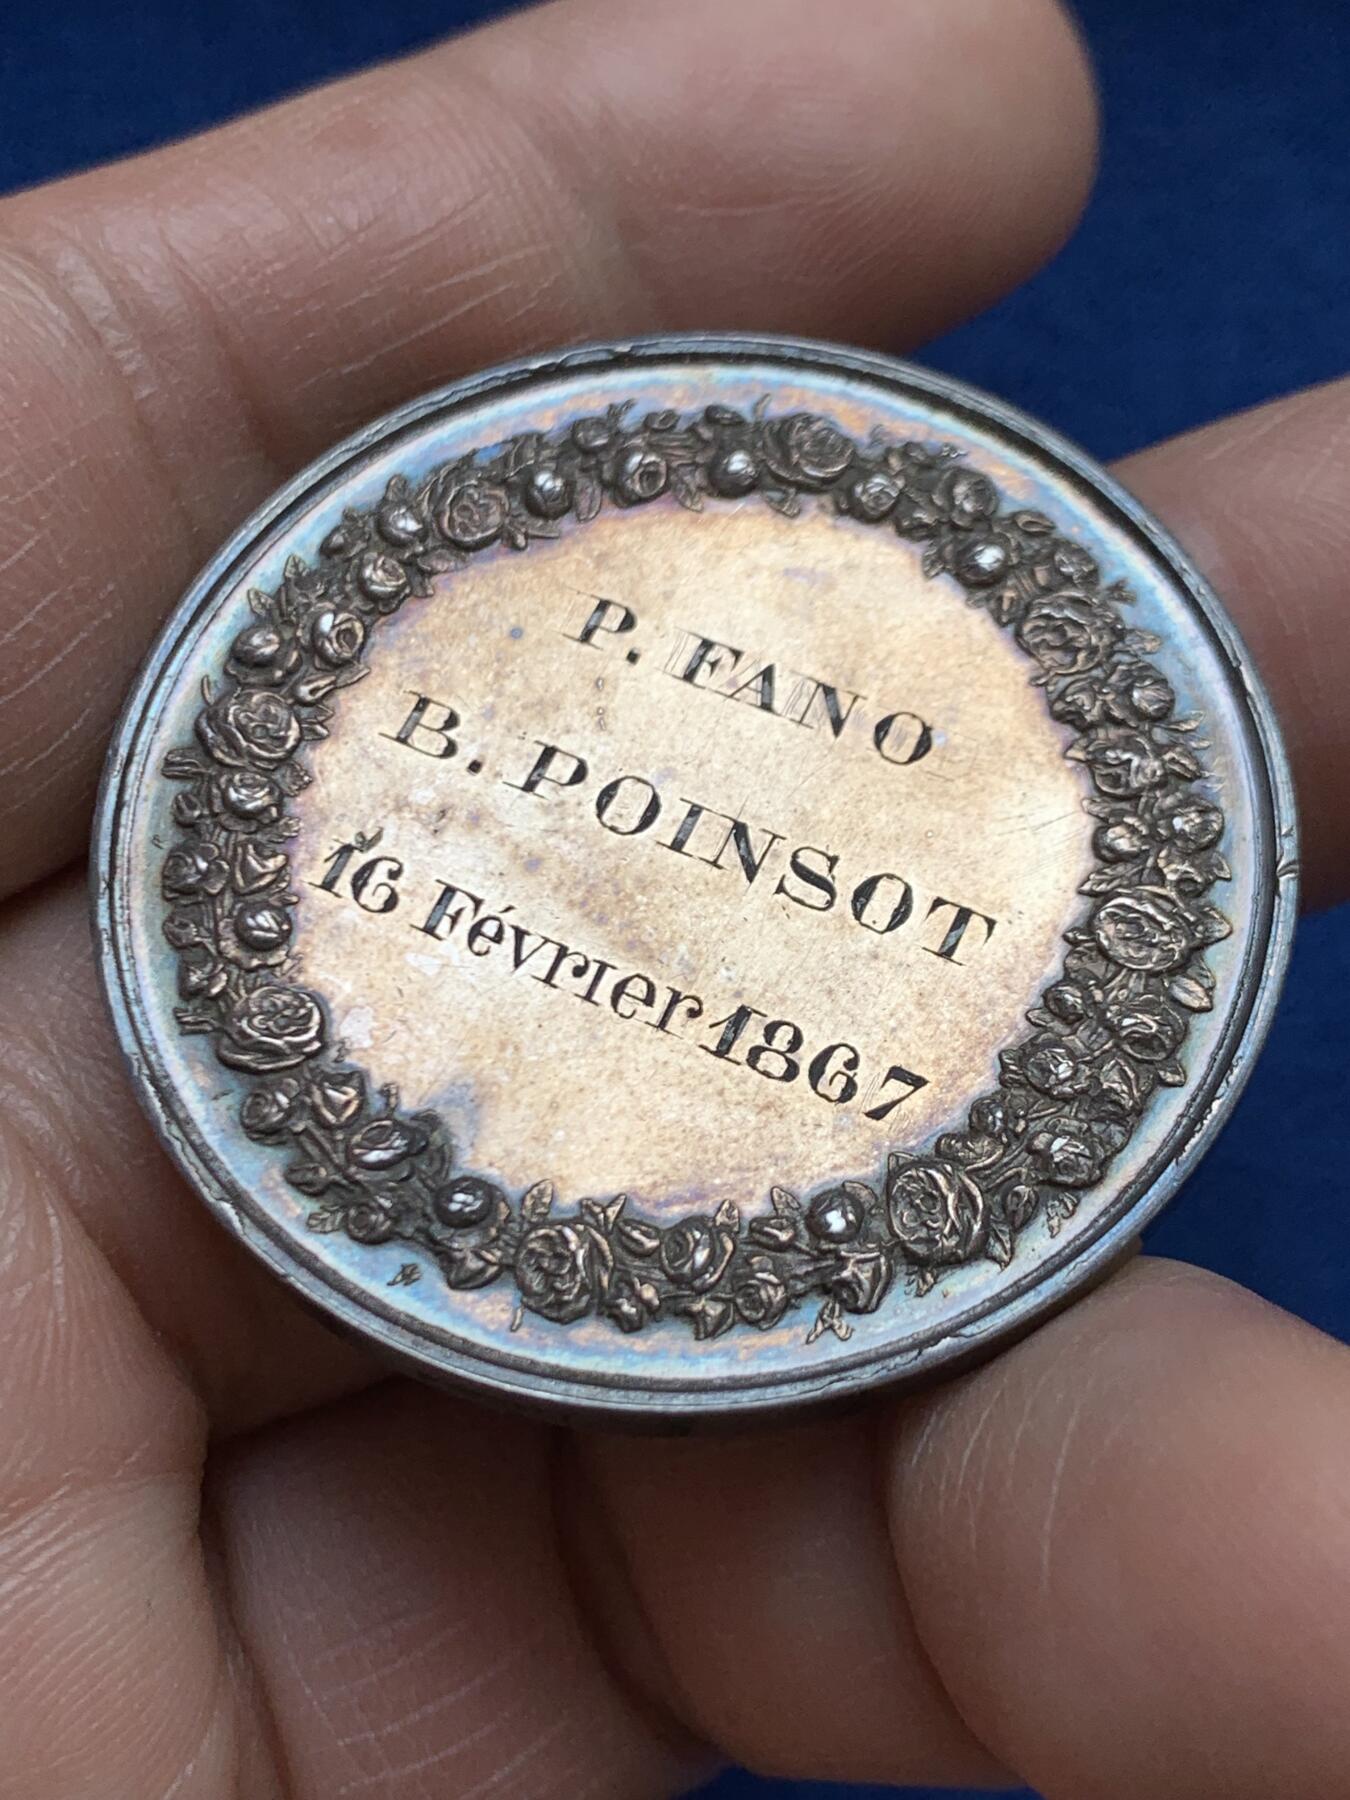 P. FANO
B. POINSOT
16 Février 1867